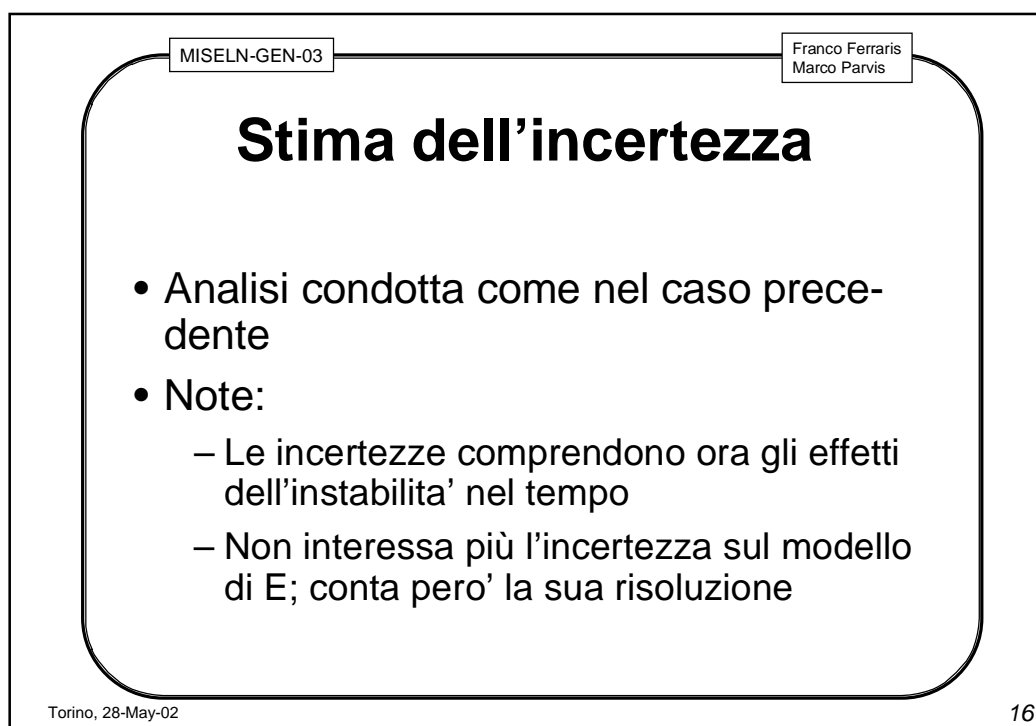 MISELN-GEN-03
Franco Ferraris
Marco Parvis
Stima dell’incertezza
• Analisi condotta come nel caso prece-
dente
• Note:
– Le incertezze comprendono ora gli effetti
dell’instabilita’ nel tempo
– Non interessa più l’incertezza sul modello
di E; conta pero’ la sua risoluzione
Torino, 28-May-02
16